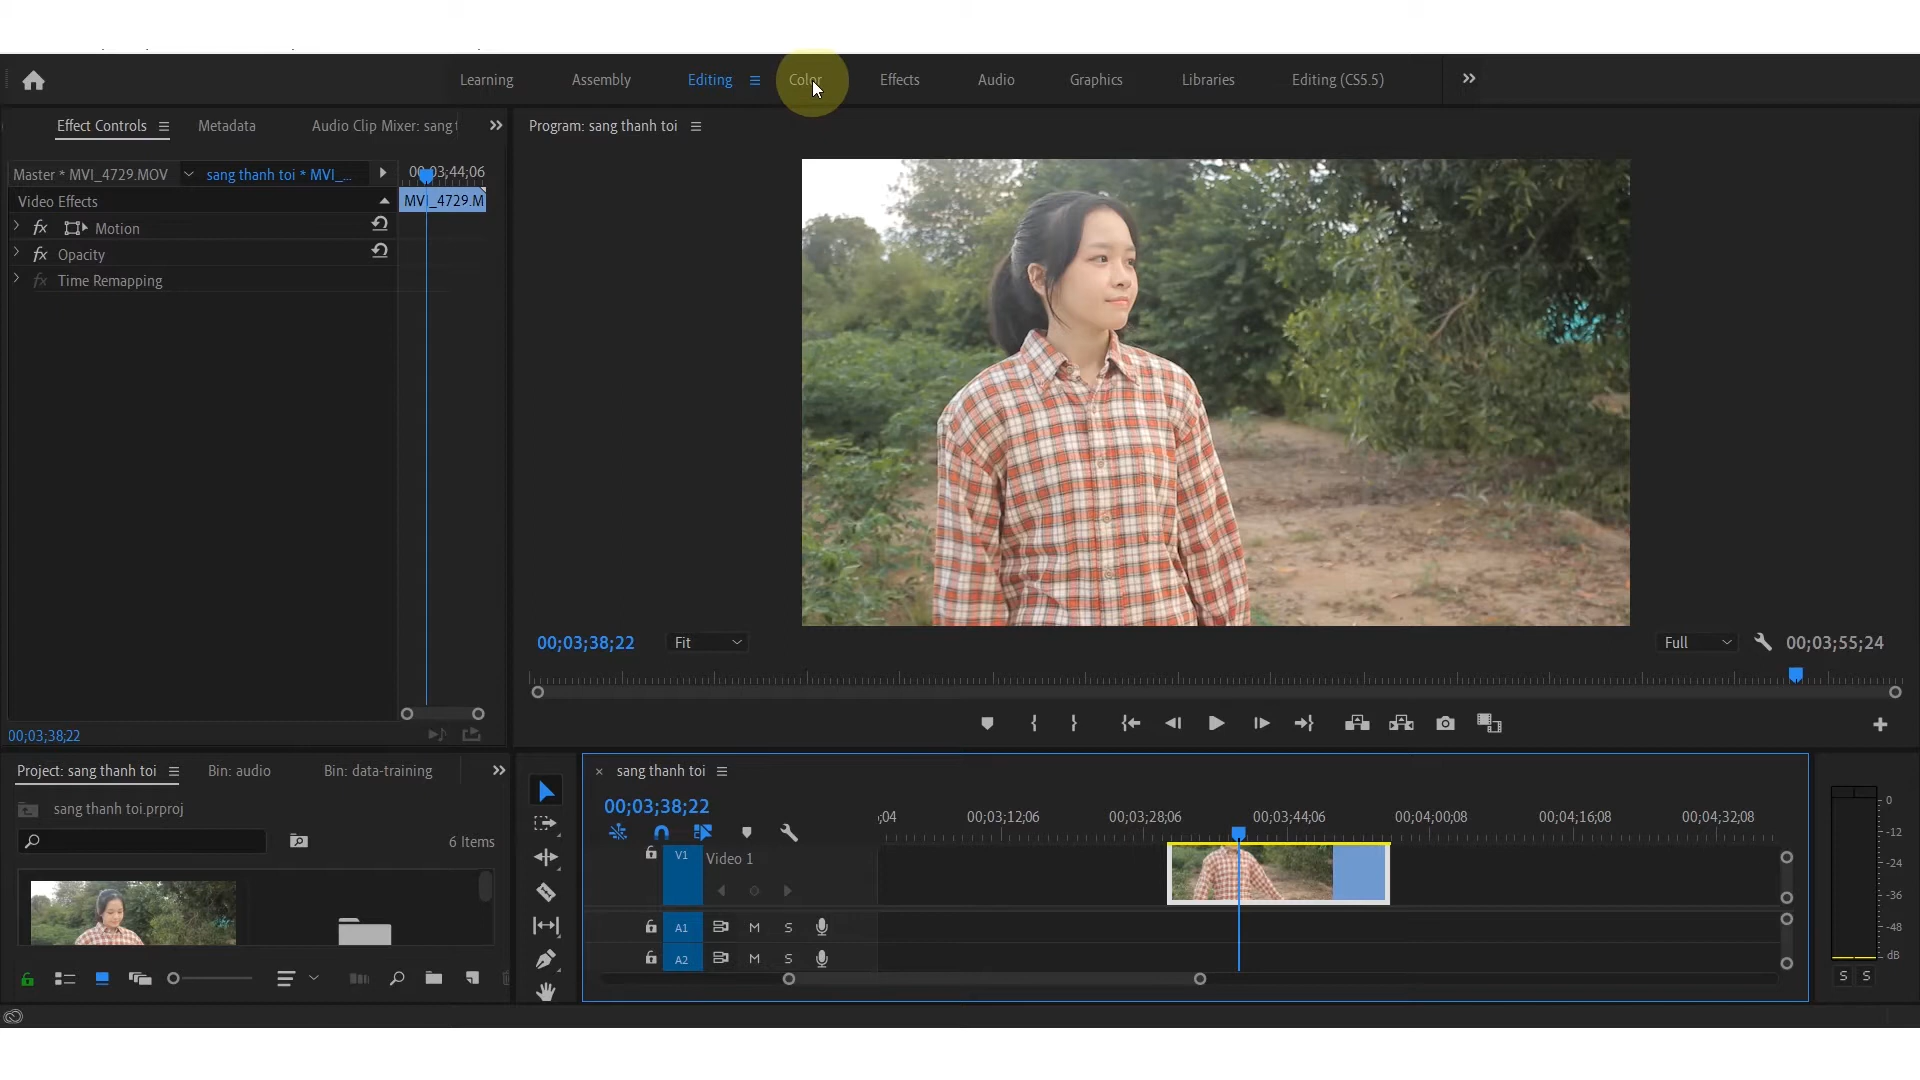 Learning Assembly Editing Color Effects Audio Graphics Libraries Editing (CS5.5)
Effect Controls Metadata Audio Clip Mixer: sang t
Program: sang thanh toi
Master * MVI_4729.MOV sang thanh toi * MVI_... 00;03;44;06
Video Effects MVI_4729.M
fx Motion
fx Opacity
fx Time Remapping
00;03;38;22 Fit Full 00;03;55;24
00;03;38;22
Project: sang thanh toi Bin: audio Bin: data-training
sang thanh toi.prproj
6 Items
sang thanh toi
00;03;38;22
;04 00;03;12;06 00;03;28;06 00;03;44;06 00;04;00;08 00;04;16;08 00;04;32;08
V1 Video 1
A1 M S
A2 M S
0
-12
-24
-36
-48
dB
S S